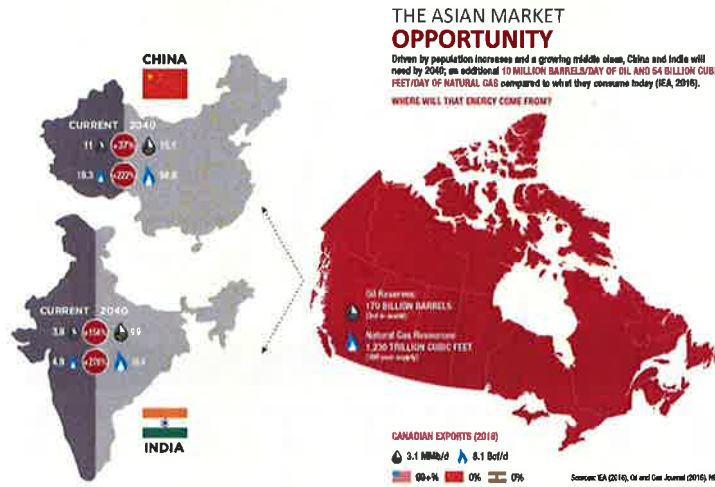 THE ASIAN MARKET
OPPORTUNITY
Driven by population increases and a growing middle class, China and India will
need by 2040; an additional 10 MILLION BARRELS/DAY OF OIL AND 54 BILLION CUBI
FEET/DAY OF NATURAL GAS compared to what they consume today (IEA, 2016).
WHERE WILL THAT ENERGY COME FROM?
CHINA
CURRENT 2040
11 +37% 15.1
18.3 +222%
CURRENT 2040
3.8 9.9
4.9
INDIA
Oil Reserves:
170 BILLION BARRELS
(3rd in world)
Natural Gas Resources:
1,230 TRILLION CUBIC FEET
CANADIAN EXPORTS (2016)
3.1 MMb/d 8.1 Bcf/d
99+% 0% 0%
Sources: IEA (2016), Oil and Gas Journal (2016),